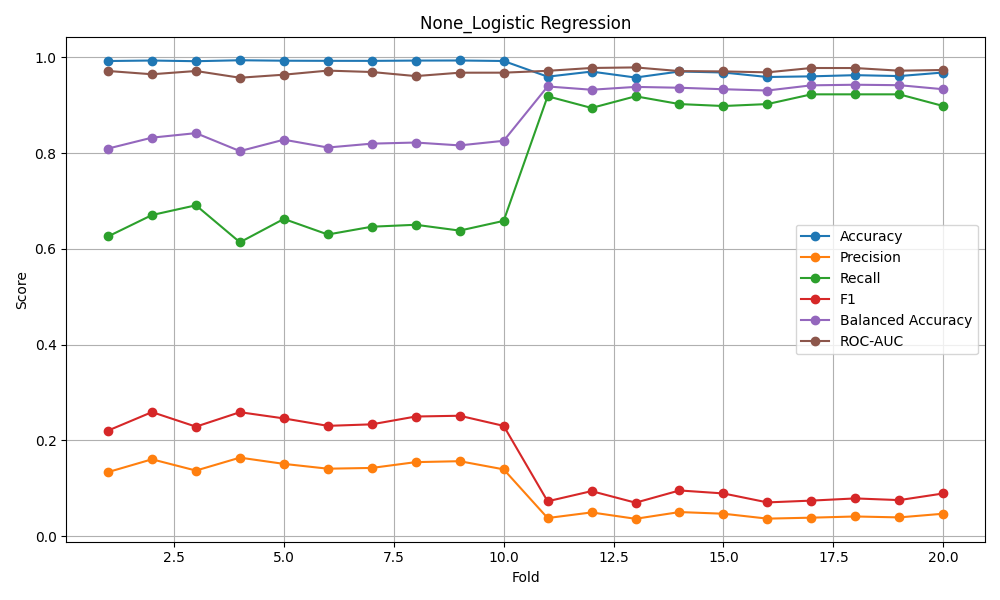 None_Logistic Regression
Score
1.0
0.8
0.6
0.4
0.2
0.0
Accuracy
Precision
Recall
F1
Balanced Accuracy
ROC-AUC
2.5 5.0 7.5 10.0 12.5 15.0 17.5 20.0
Fold